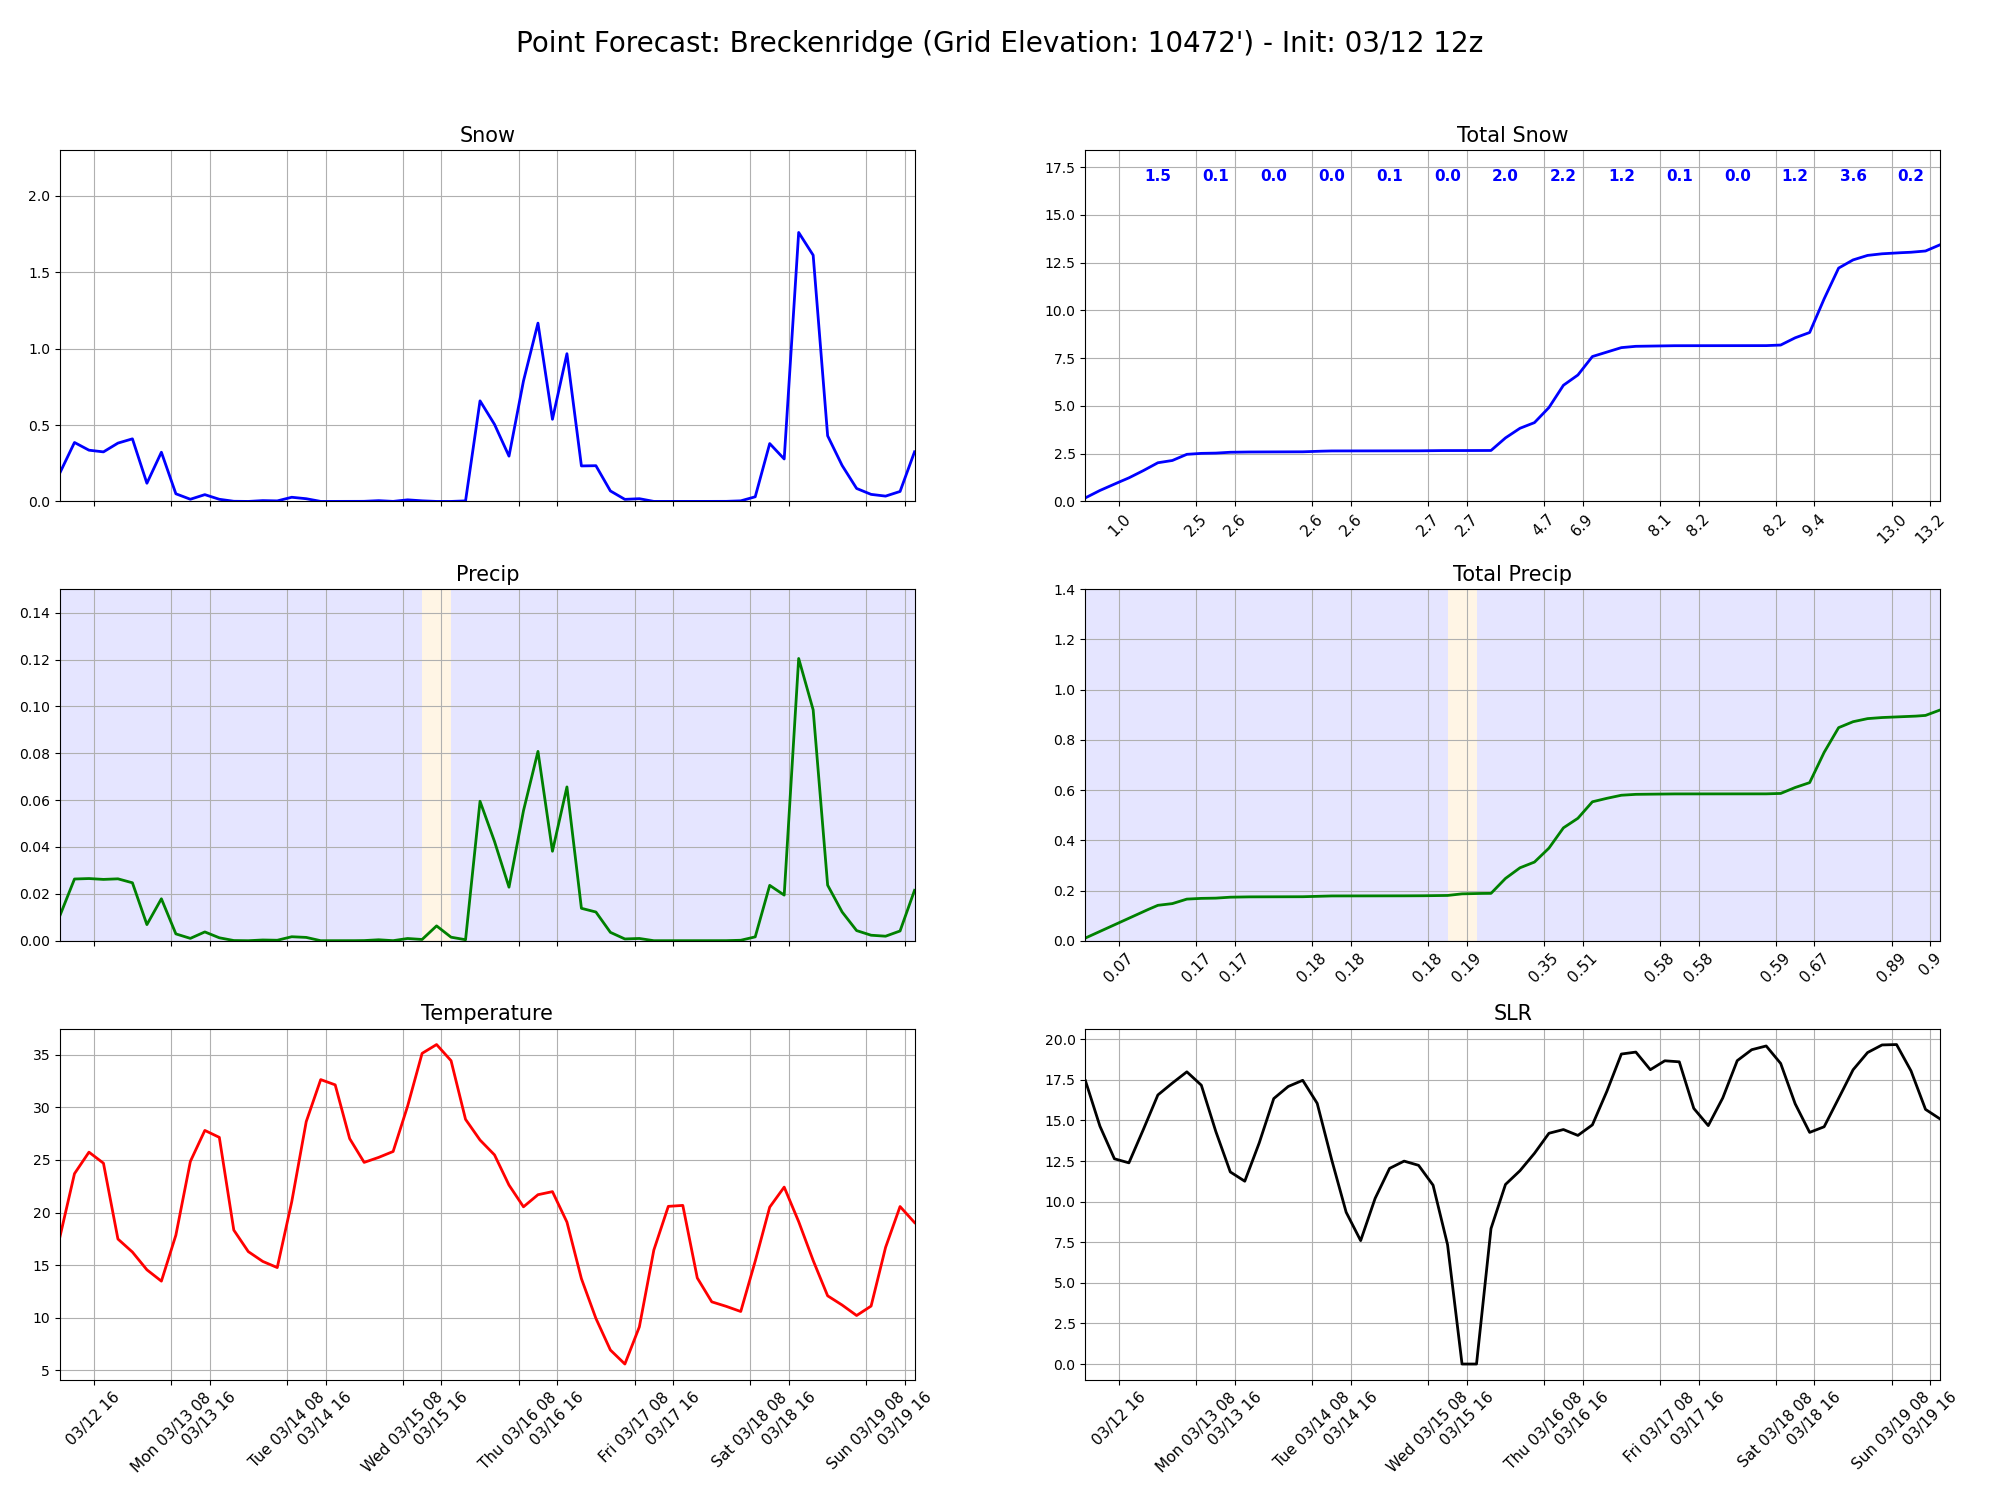 Point Forecast: Breckenridge (Grid Elevation: 10472') - Init: 03/12 12z
Snow
2.0
1.5
1.0
0.5
0.0
Total Snow
17.5
15.0
12.5
10.0
7.5
5.0
2.5
0.0
1.5 0.1 0.0 0.0 0.1 0.0 2.0 2.2 1.2 0.1 0.0 1.2 3.6 0.2
1.0 2.5 2.6 2.6 2.6 2.7 2.7 4.7 6.9 8.1 8.2 8.2 9.4 13.0 13.2
Precip
0.14
0.12
0.10
0.08
0.06
0.04
0.02
0.00
Total Precip
1.4
1.2
1.0
0.8
0.6
0.4
0.2
0.0
0.07 0.17 0.17 0.18 0.18 0.18 0.19 0.35 0.51 0.58 0.58 0.59 0.67 0.89 0.9
Temperature
35
30
25
20
15
10
5
03/12 16
Mon 03/13 08
03/13 16
Tue 03/14 08
03/14 16
Wed 03/15 08
03/15 16
Thu 03/16 08
03/16 16
Fri 03/17 08
03/17 16
Sat 03/18 08
03/18 16
Sun 03/19 08
03/19 16
SLR
20.0
17.5
15.0
12.5
10.0
7.5
5.0
2.5
0.0
03/12 16
Mon 03/13 08
03/13 16
Tue 03/14 08
03/14 16
Wed 03/15 08
03/15 16
Thu 03/16 08
03/16 16
Fri 03/17 08
03/17 16
Sat 03/18 08
03/18 16
Sun 03/19 08
03/19 16